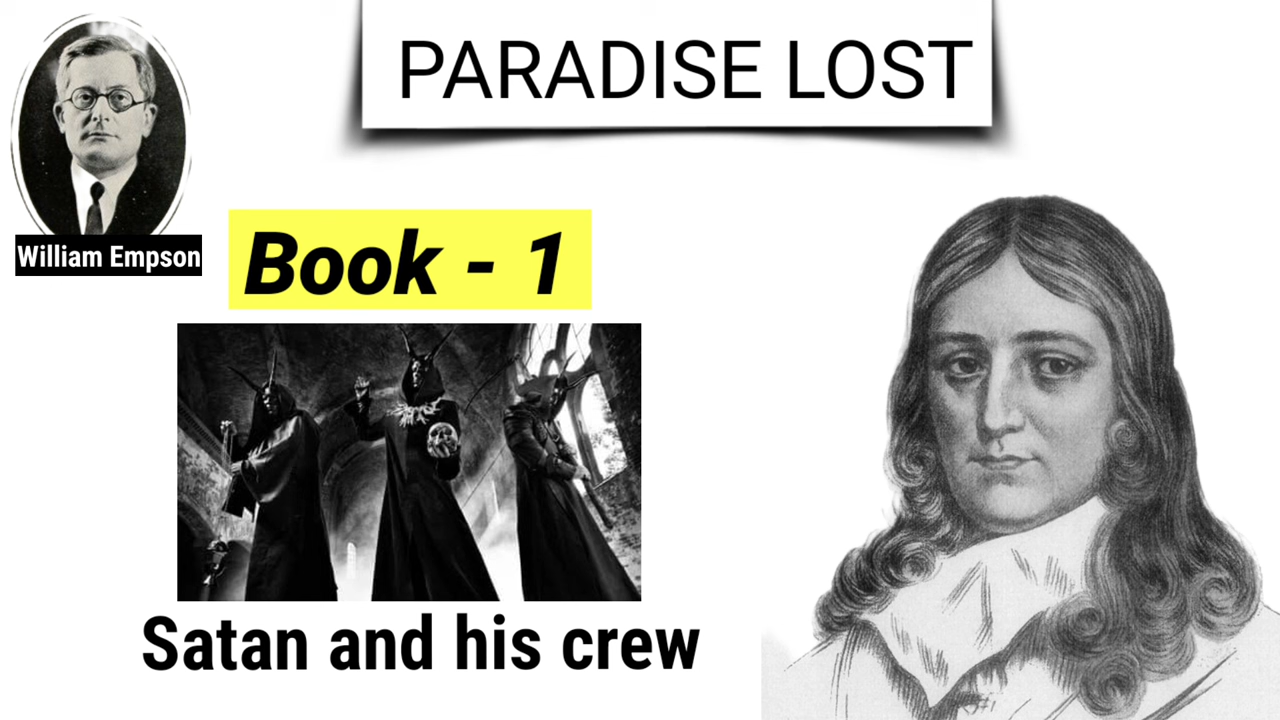 PARADISE LOST
William Empson
Book - 1
Satan and his crew